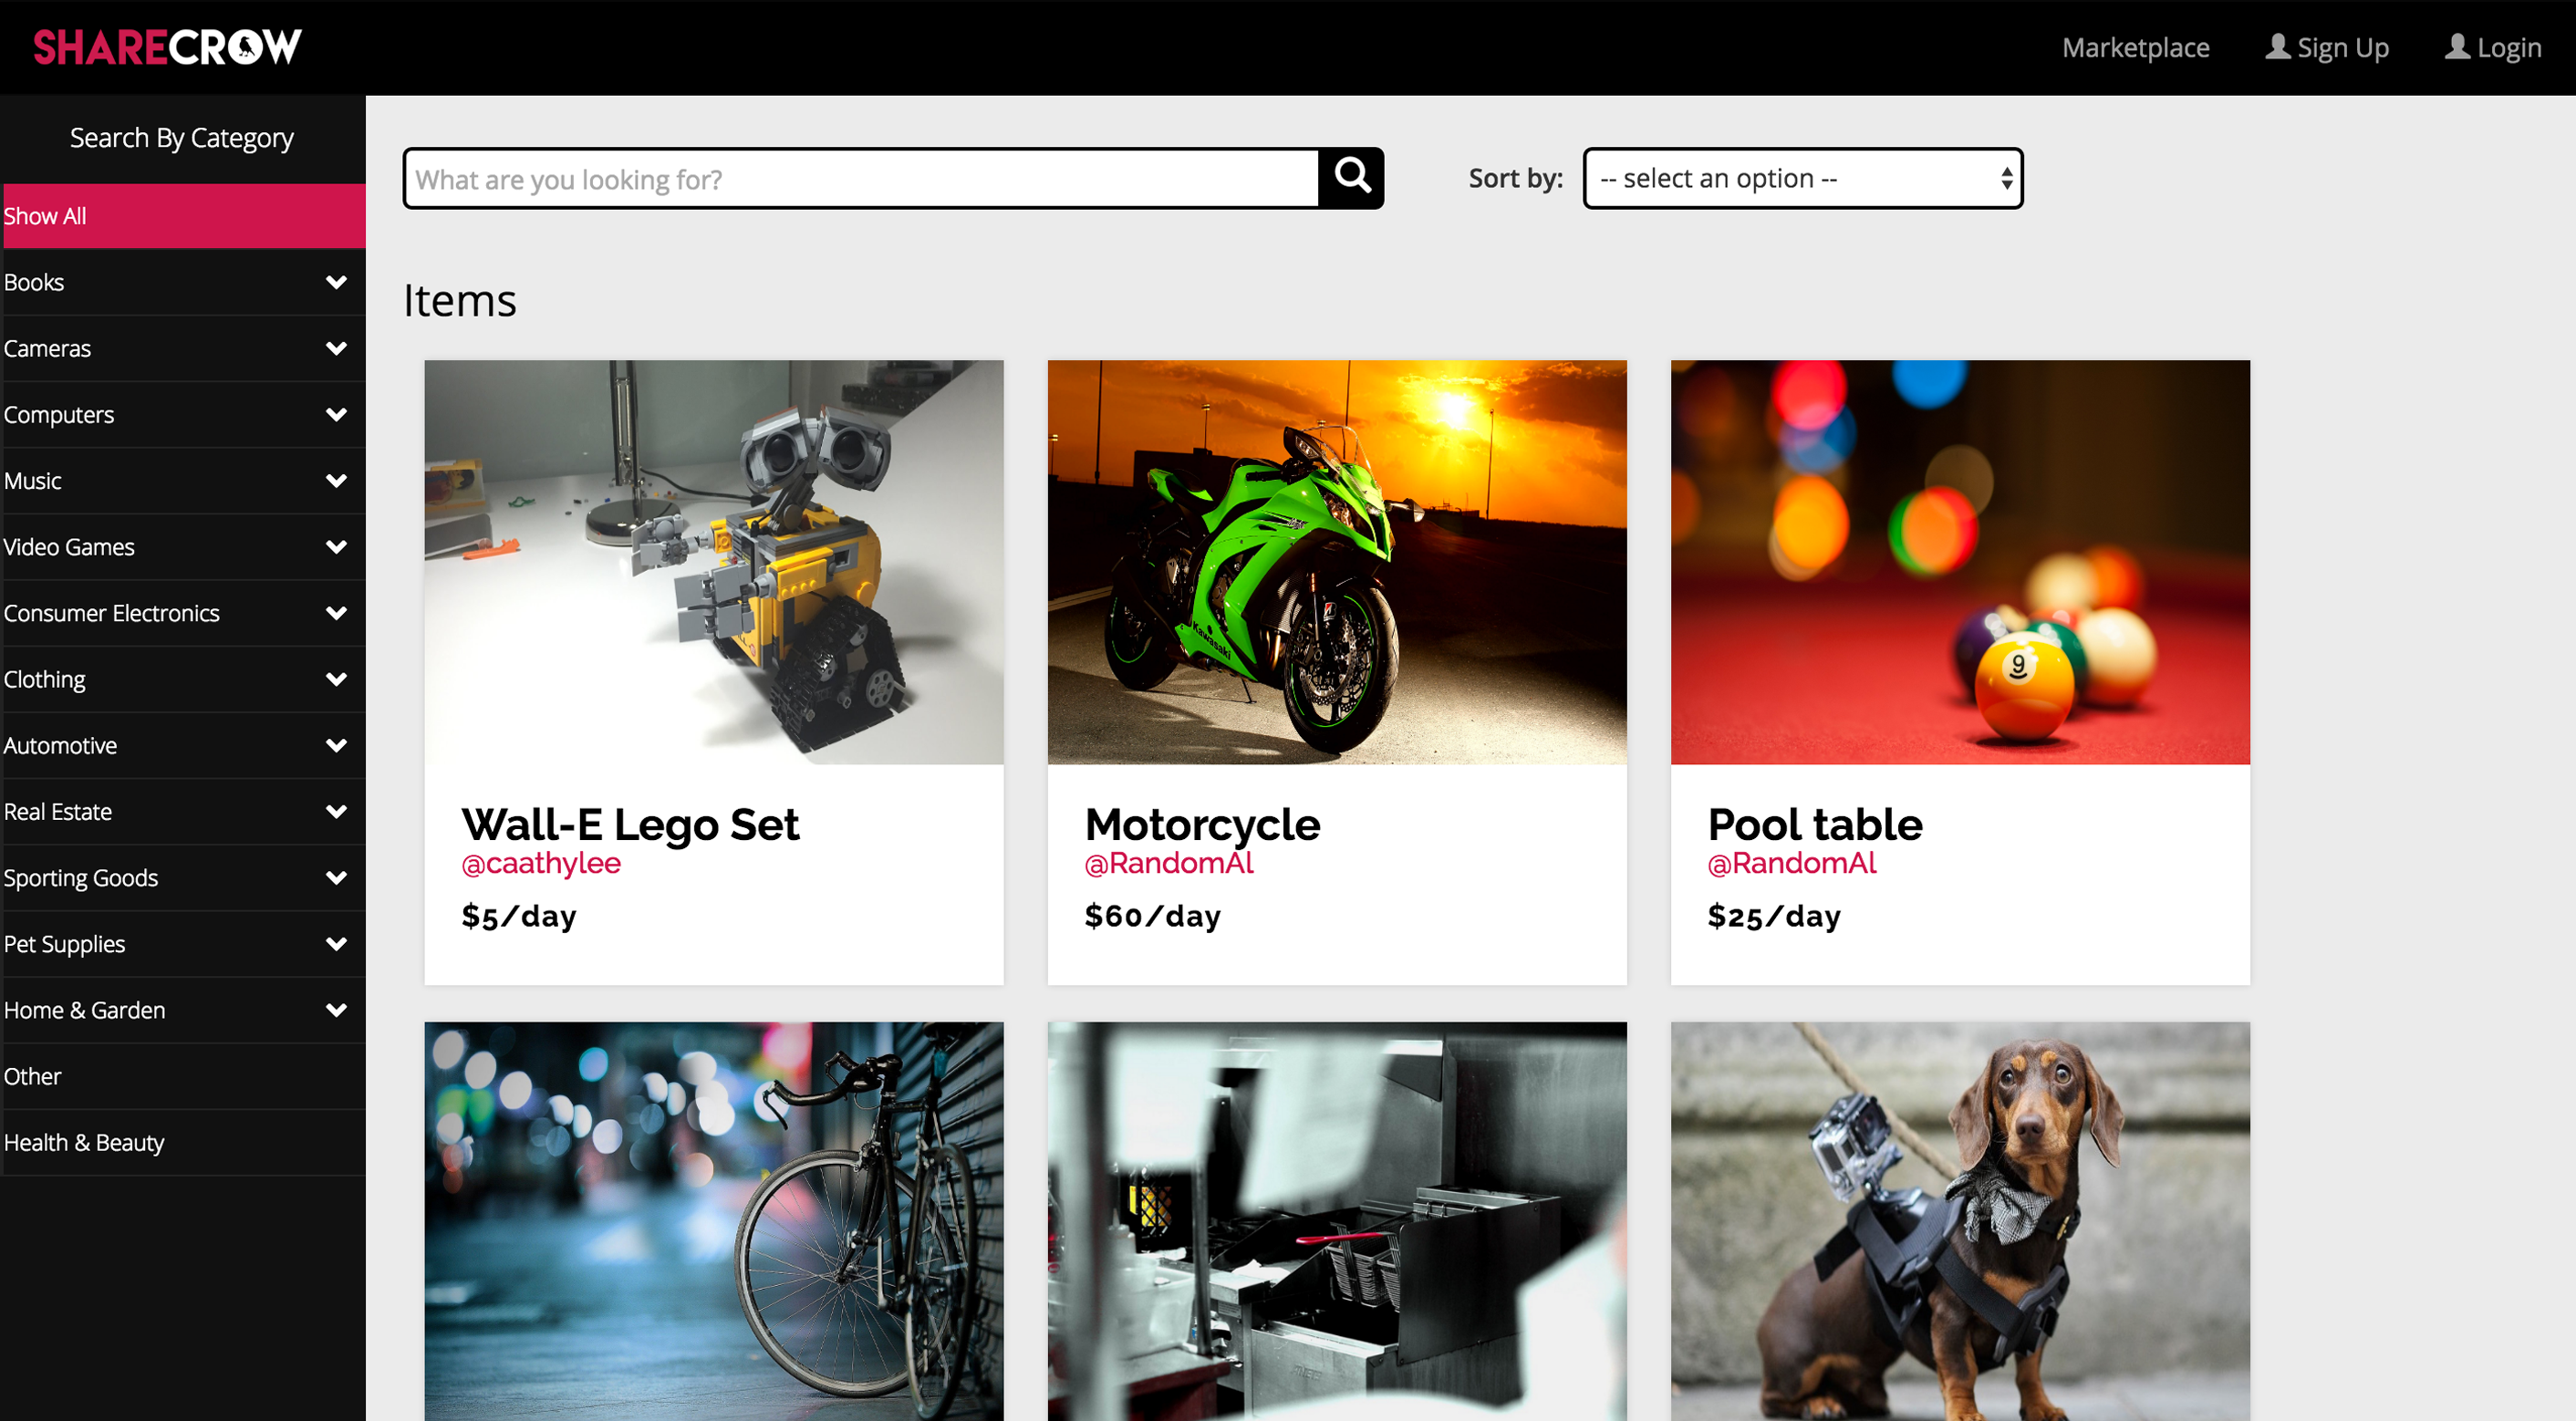 SHARECROW
Marketplace
Sign Up
Login
Search By Category
Show All
Books
Cameras
Computers
Music
Video Games
Consumer Electronics
Clothing
Automotive
Real Estate
Sporting Goods
Pet Supplies
Home & Garden
Other
Health & Beauty
What are you looking for?
Sort by:
-- select an option --
Items
Kawasaki
9
Wall-E Lego Set
@caathylee
$5/day
Motorcycle
@RandomAl
$60/day
Pool table
@RandomAl
$25/day